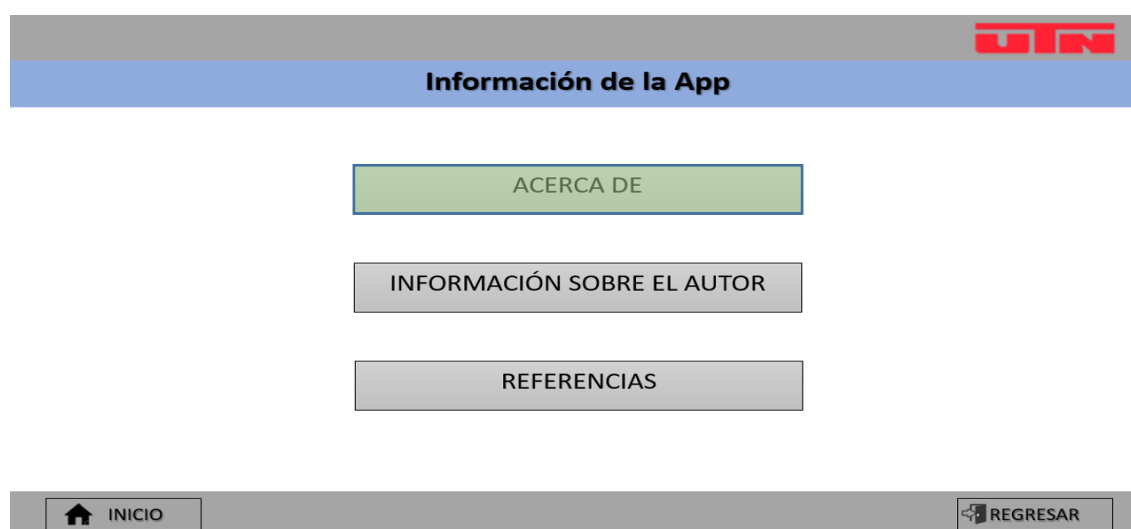 UTN
Información de la App
ACERCA DE
INFORMACIÓN SOBRE EL AUTOR
REFERENCIAS
INICIO
REGRESAR